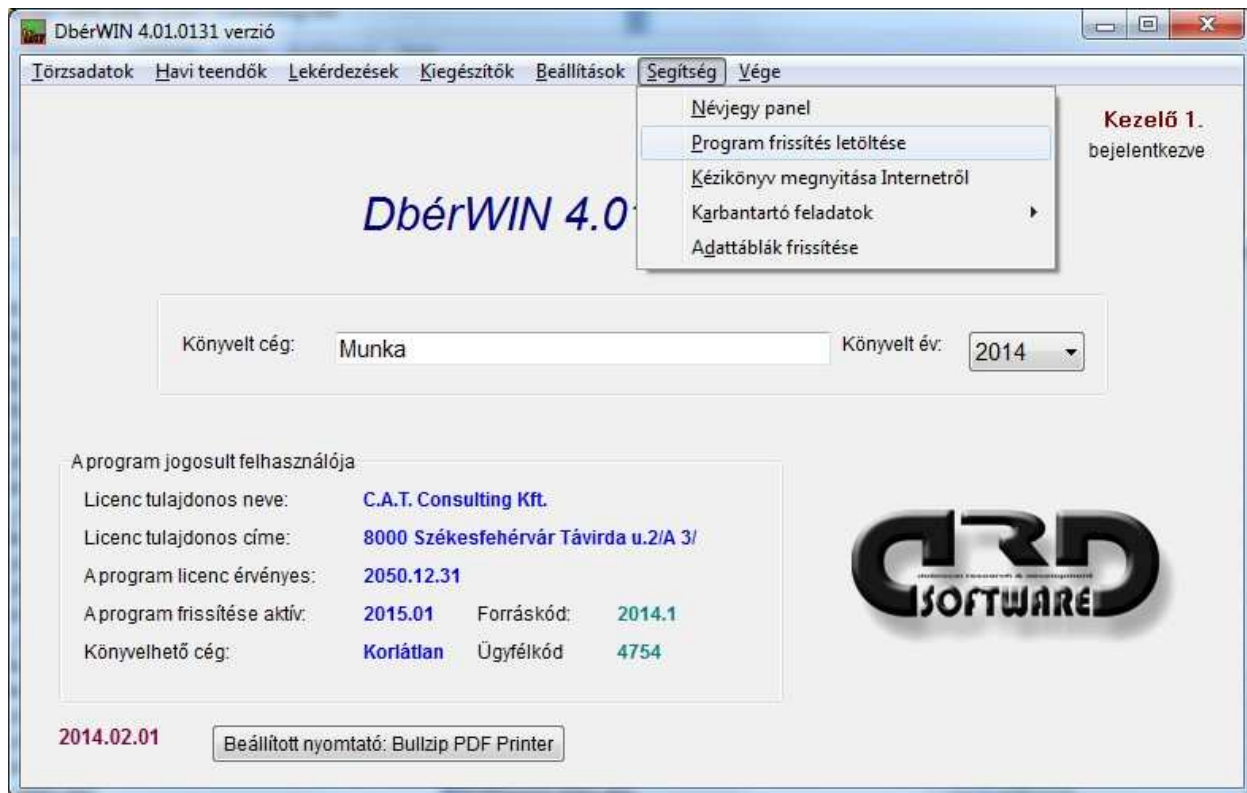 DbérWIN 4.01.0131 verzió
Törzsadatok Havi teendők Lekérdezések Kiegészítők Beállítások Segítség Vége
Névjegy panel
Program frissítés letöltése
Kézikönyv megnyitása Internetről
Karbantartó feladatok
Adattáblák frissítése
Kezelő 1.
bejelentkezve
DbérWIN 4.01
Könyvelt cég: Munka Könyvelt év: 2014
A program jogosult felhasználója
Licenc tulajdonos neve: C.A.T. Consulting Kft.
Licenc tulajdonos címe: 8000 Székesfehérvár Távirda u.2/A 3/
A program licenc érvényes: 2050.12.31
A program frissítése aktív: 2015.01 Forráskód: 2014.1
Könyvelhető cég: Korlátlan Ügyfélkód 4754
DRD
SOFTWARE
2014.02.01 Beállított nyomtató: Bullzip PDF Printer